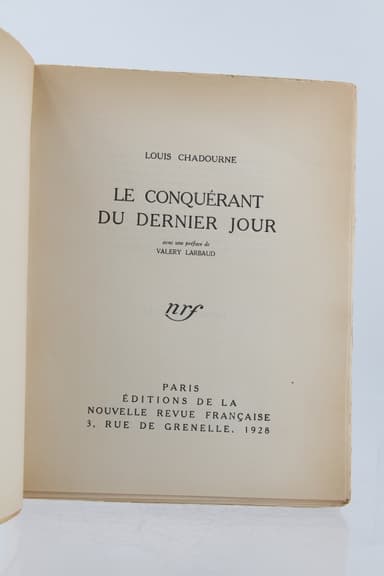 LOUIS CHADOURNE
LE CONQUÉRANT
DU DERNIER JOUR
avec une préface de
VALERY LARBAUD
nrf
PARIS
ÉDITIONS DE LA
NOUVELLE REVUE FRANÇAISE
3, RUE DE GRENELLE. 1928